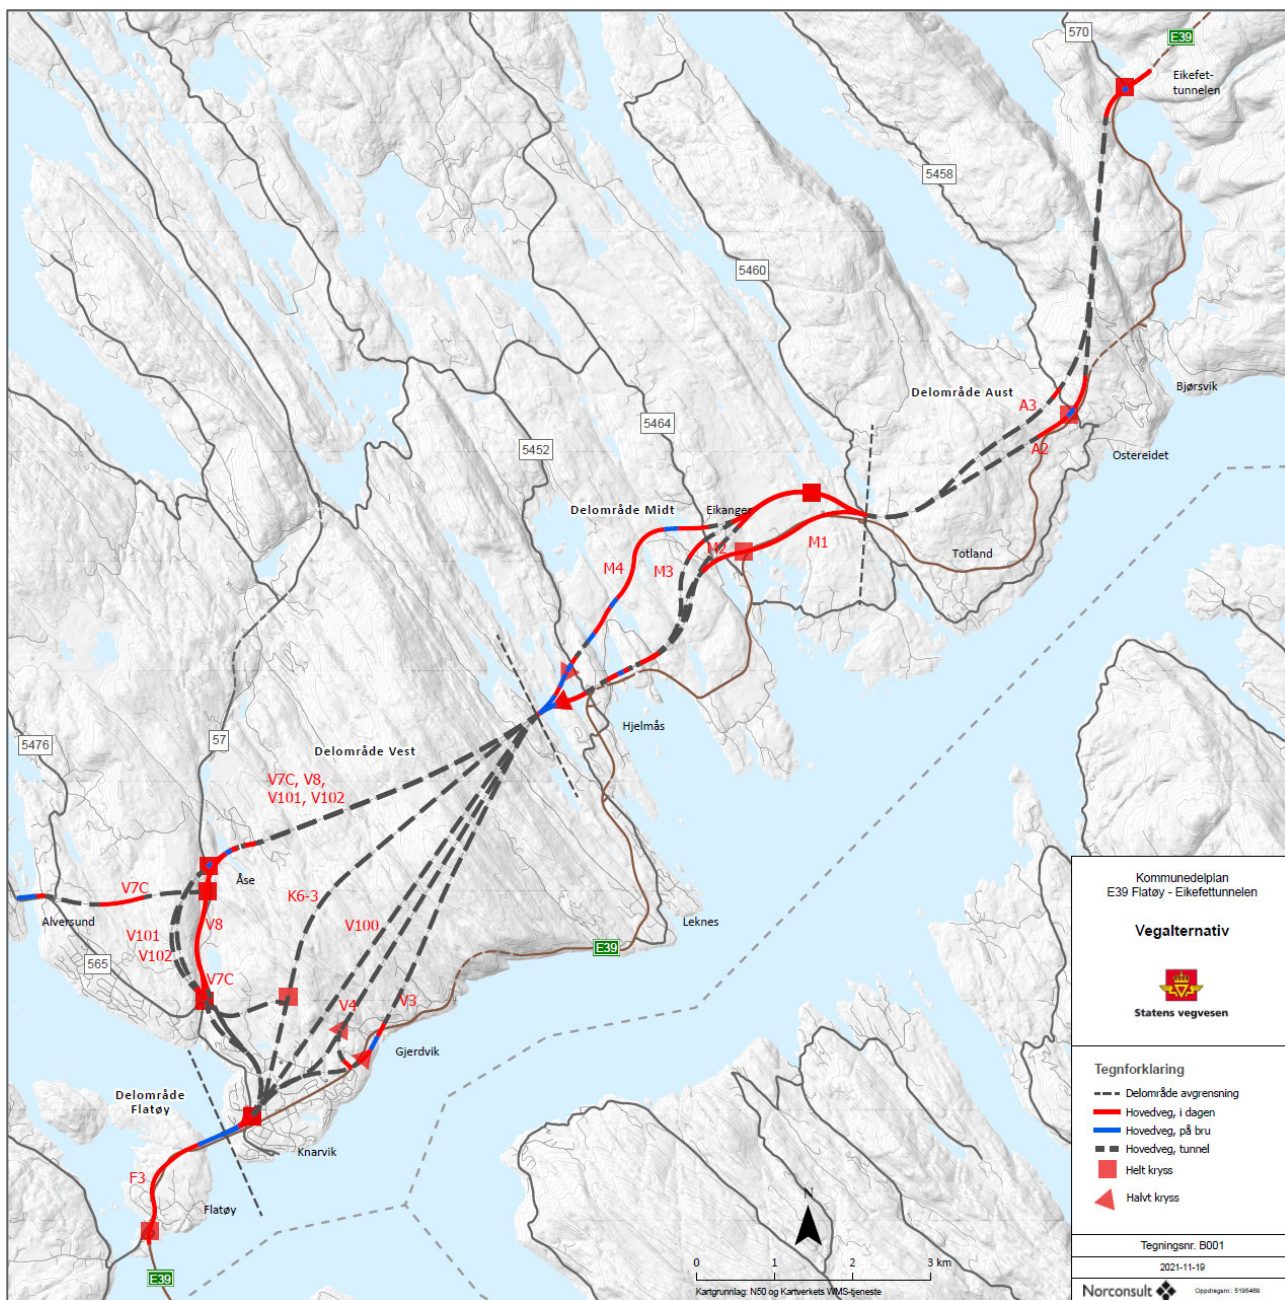 570
E39
Eikefet-
tunnelen
5458
5460
Delområde Aust
Bjørsvik
A3
A2
Ostereidet
5464
5452
Delområde Midt
Eikanger
M1
M2
M3
M4
Totland
Hjelmås
5476
57
Delområde Vest
V7C, V8,
V101, V102
Åse
V7C
Alversund
V8
K6-3
V100
V101
V102
565
V7C
Leknes
E39
V4
V3
Gjerdvik
Delområde
Flatøy
Knarvik
F3
Flatøy
E39
N
0 1 2 3 km
Kartgrunnlag: N50 og Kartverkets WMS-tjeneste
Kommunedelplan
E39 Flatøy - Eikefettunnelen
Vegalternativ
Statens vegvesen
Tegnforklaring
Delområde avgrensning
Hovedveg, i dagen
Hovedveg, på bru
Hovedveg, tunnel
Helt kryss
Halvt kryss
Tegningsnr. B001
2021-11-19
Norconsult
Oppdragsnr.: 5195469